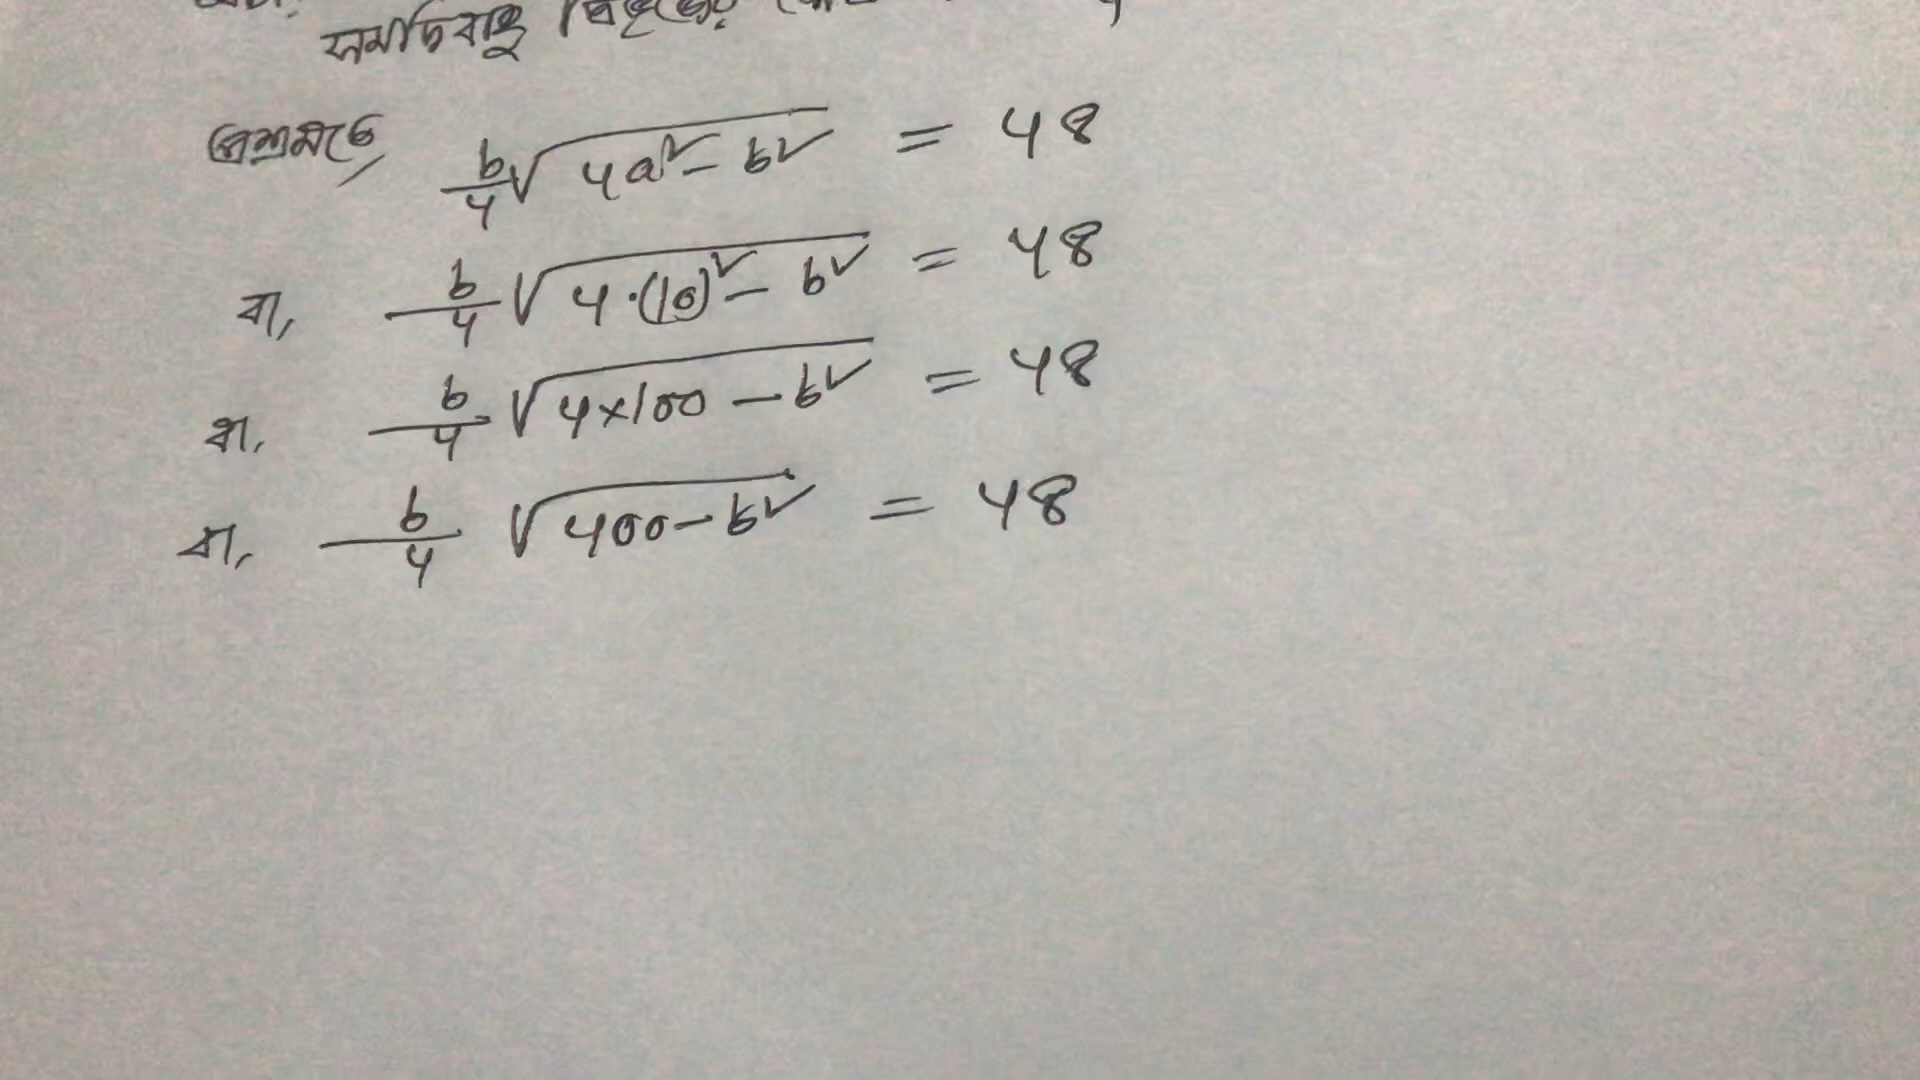 সমদ্বিবাহু ত্রিভুজের
প্রশ্নমতে, b/4 √(4a² - b²) = 48
বা, b/4 √(4·(10)² - b²) = 48
বা, b/4 √(4×100 - b²) = 48
বা, b/4 √(400 - b²) = 48